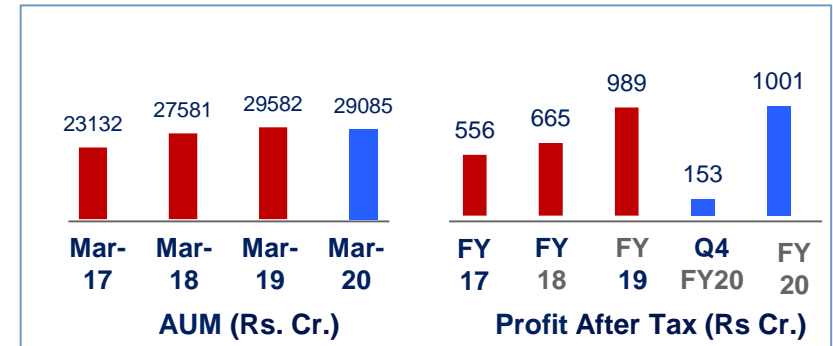 23132
27581
29582
29085
Mar-
17
Mar-
18
Mar-
19
Mar-
20
AUM (Rs. Cr.)
556
665
989
153
1001
FY
17
FY
18
FY
19
Q4
FY20
FY
20
Profit After Tax (Rs Cr.)